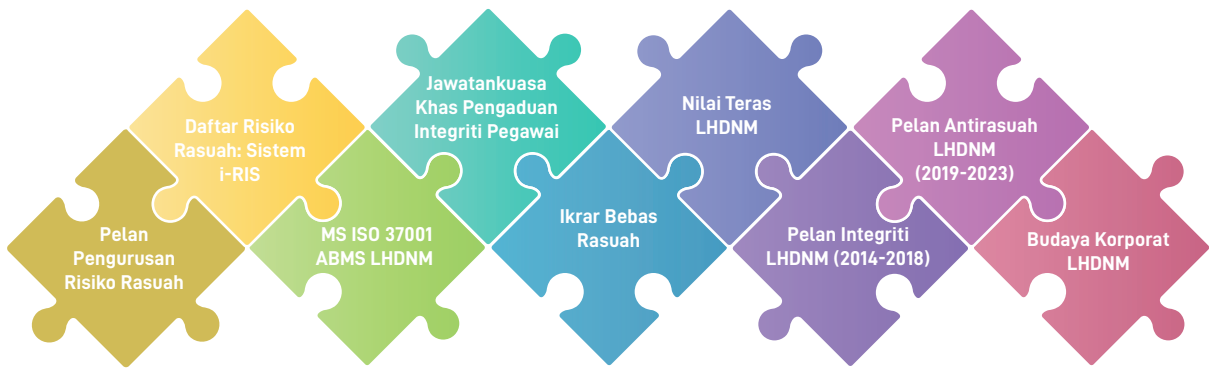 Pelan
Pengurusan
Risiko Rasuah
Daftar Risiko
Rasuah: Sistem
i-RIS
MS ISO 37001
ABMS LHDNM
Jawatankuasa
Khas Pengaduan
Integriti Pegawai
Ikrar Bebas
Rasuah
Nilai Teras
LHDNM
Pelan Integriti
LHDNM (2014-2018)
Pelan Antirasuah
LHDNM
(2019-2023)
Budaya Korporat
LHDNM